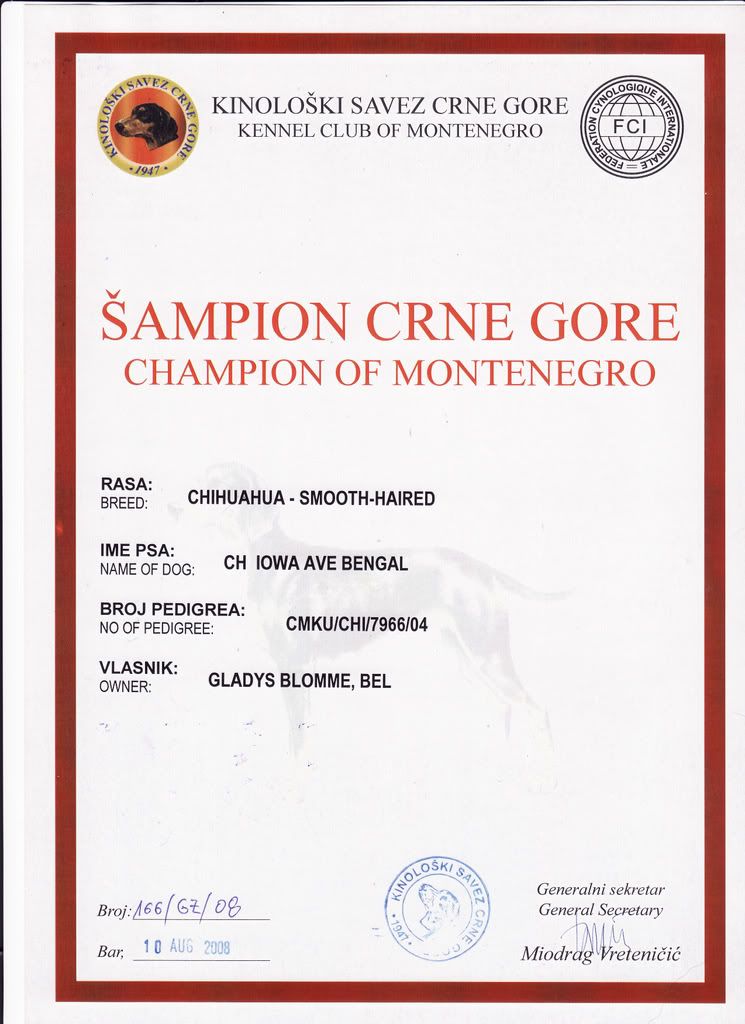 KINOLOŠKI SAVEZ CRNE GORE
1947
KINOLOŠKI SAVEZ CRNE GORE
KENNEL CLUB OF MONTENEGRO
FEDERATION CYNOLOGIQUE INTERNATIONALE
FCI
ŠAMPION CRNE GORE
CHAMPION OF MONTENEGRO
RASA:
BREED: CHIHUAHUA - SMOOTH-HAIRED
IME PSA:
NAME OF DOG: CH IOWA AVE BENGAL
BROJ PEDIGREA:
NO OF PEDIGREE: CMKU/CHI/7966/04
VLASNIK:
OWNER: GLADYS BLOMME, BEL
Broj: 166/GZ/08
Bar, 10 AUG 2008
KINOLOŠKI SAVEZ CRNE
1947
Generalni sekretar
General Secretary
Miodrag Vreteničić